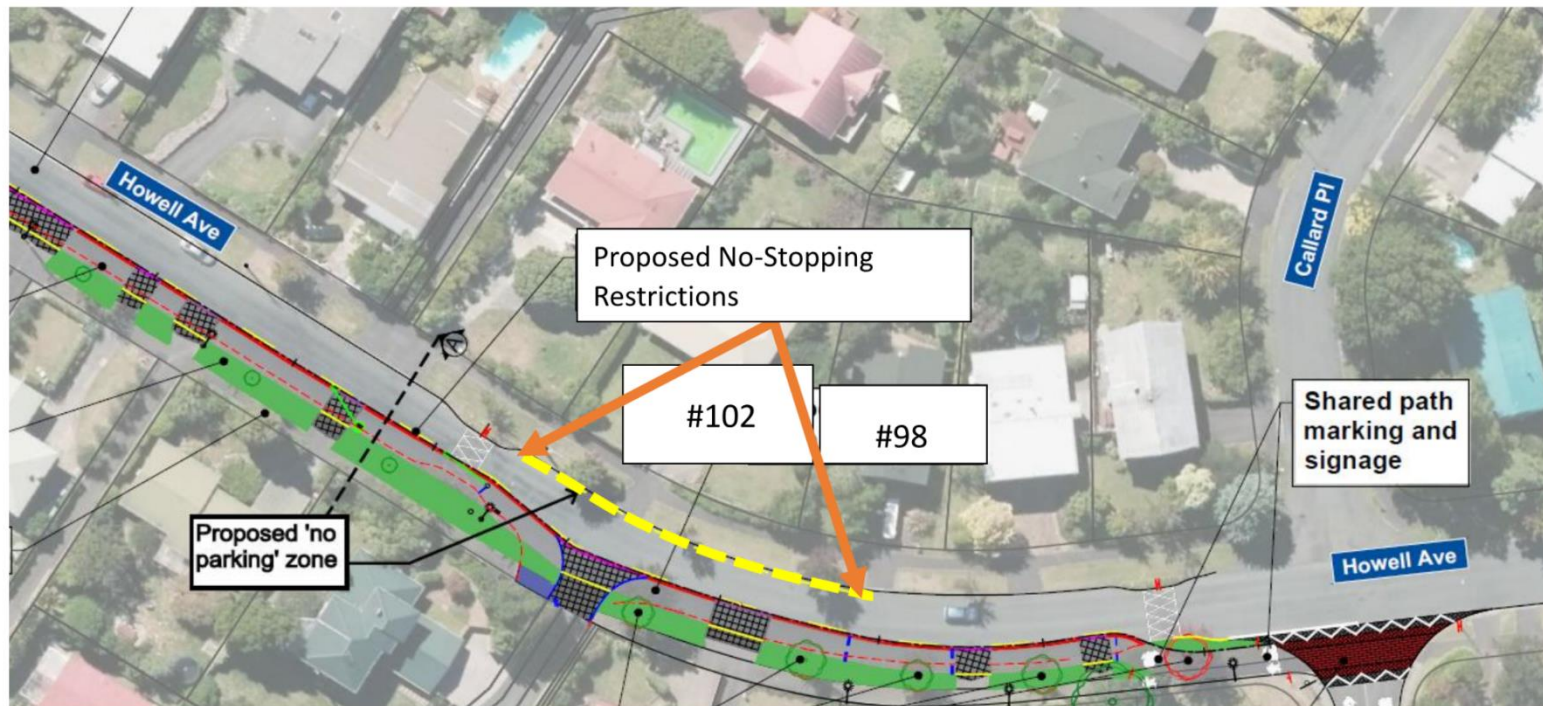 Howell Ave
Callard Pl
Proposed No-Stopping
Restrictions
A
#102
#98
Shared path
marking and
signage
Proposed 'no
parking' zone
Howell Ave